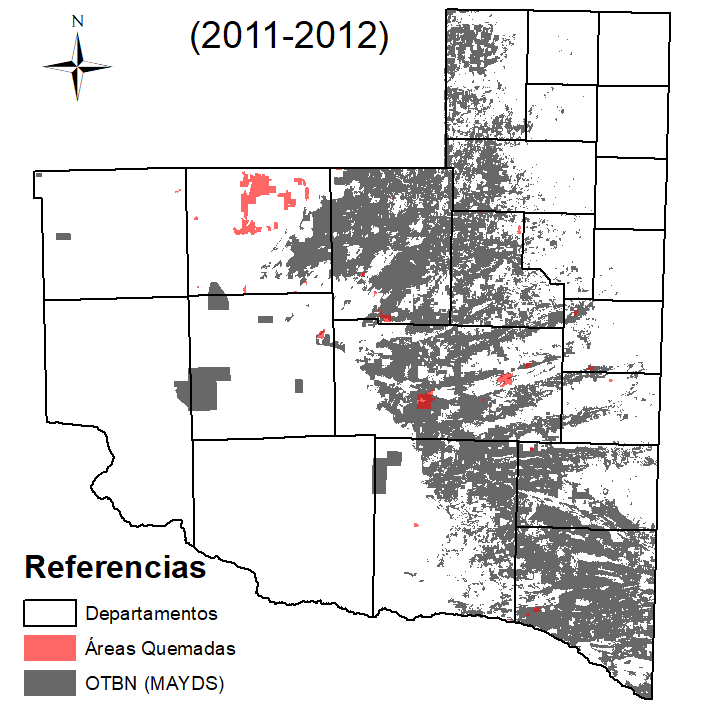 (2011-2012)
N
Referencias
Departamentos
Áreas Quemadas
OTBN (MAYDS)